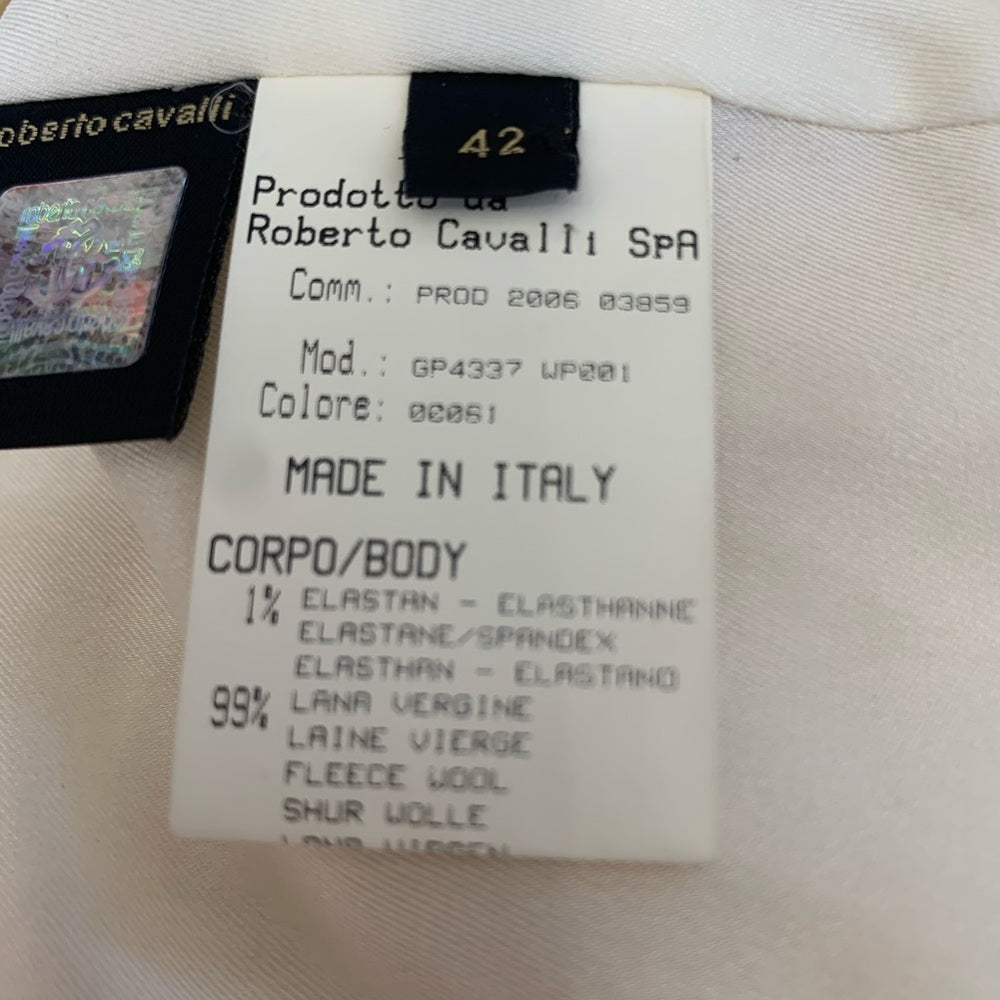 roberto cavalli
42
Prodotto da
Roberto Cavalli SpA
Comm.: PROD 2006 03859
Mod.: GP4337 WP001
Colore: 00061
MADE IN ITALY
CORPO/BODY
1% ELASTAN - ELASTHANNE
ELASTANE/SPANDEX
ELASTHAN - ELASTANO
99% LANA VERGINE
LAINE VIERGE
FLEECE WOOL
SHUR WOLLE
LANA VIRGEN